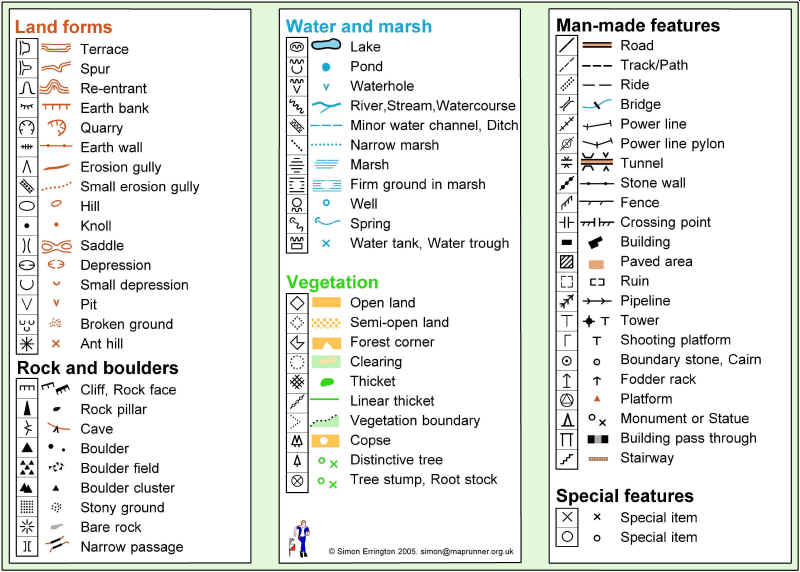 Land forms
Terrace
Spur
Re-entrant
Earth bank
Quarry
Earth wall
Erosion gully
Small erosion gully
Hill
Knoll
Saddle
Depression
Small depression
Pit
Broken ground
Ant hill
Rock and boulders
Cliff, Rock face
Rock pillar
Cave
Boulder
Boulder field
Boulder cluster
Stony ground
Bare rock
Narrow passage
Water and marsh
Lake
Pond
Waterhole
River,Stream,Watercourse
Minor water channel, Ditch
Narrow marsh
Marsh
Firm ground in marsh
Well
Spring
Water tank, Water trough
Vegetation
Open land
Semi-open land
Forest corner
Clearing
Thicket
Linear thicket
Vegetation boundary
Copse
Distinctive tree
Tree stump, Root stock
© Simon Errington 2005. simon@maprunner.org.uk
Man-made features
Road
Track/Path
Ride
Bridge
Power line
Power line pylon
Tunnel
Stone wall
Fence
Crossing point
Building
Paved area
Ruin
Pipeline
Tower
Shooting platform
Boundary stone, Cairn
Fodder rack
Platform
Monument or Statue
Building pass through
Stairway
Special features
Special item
Special item